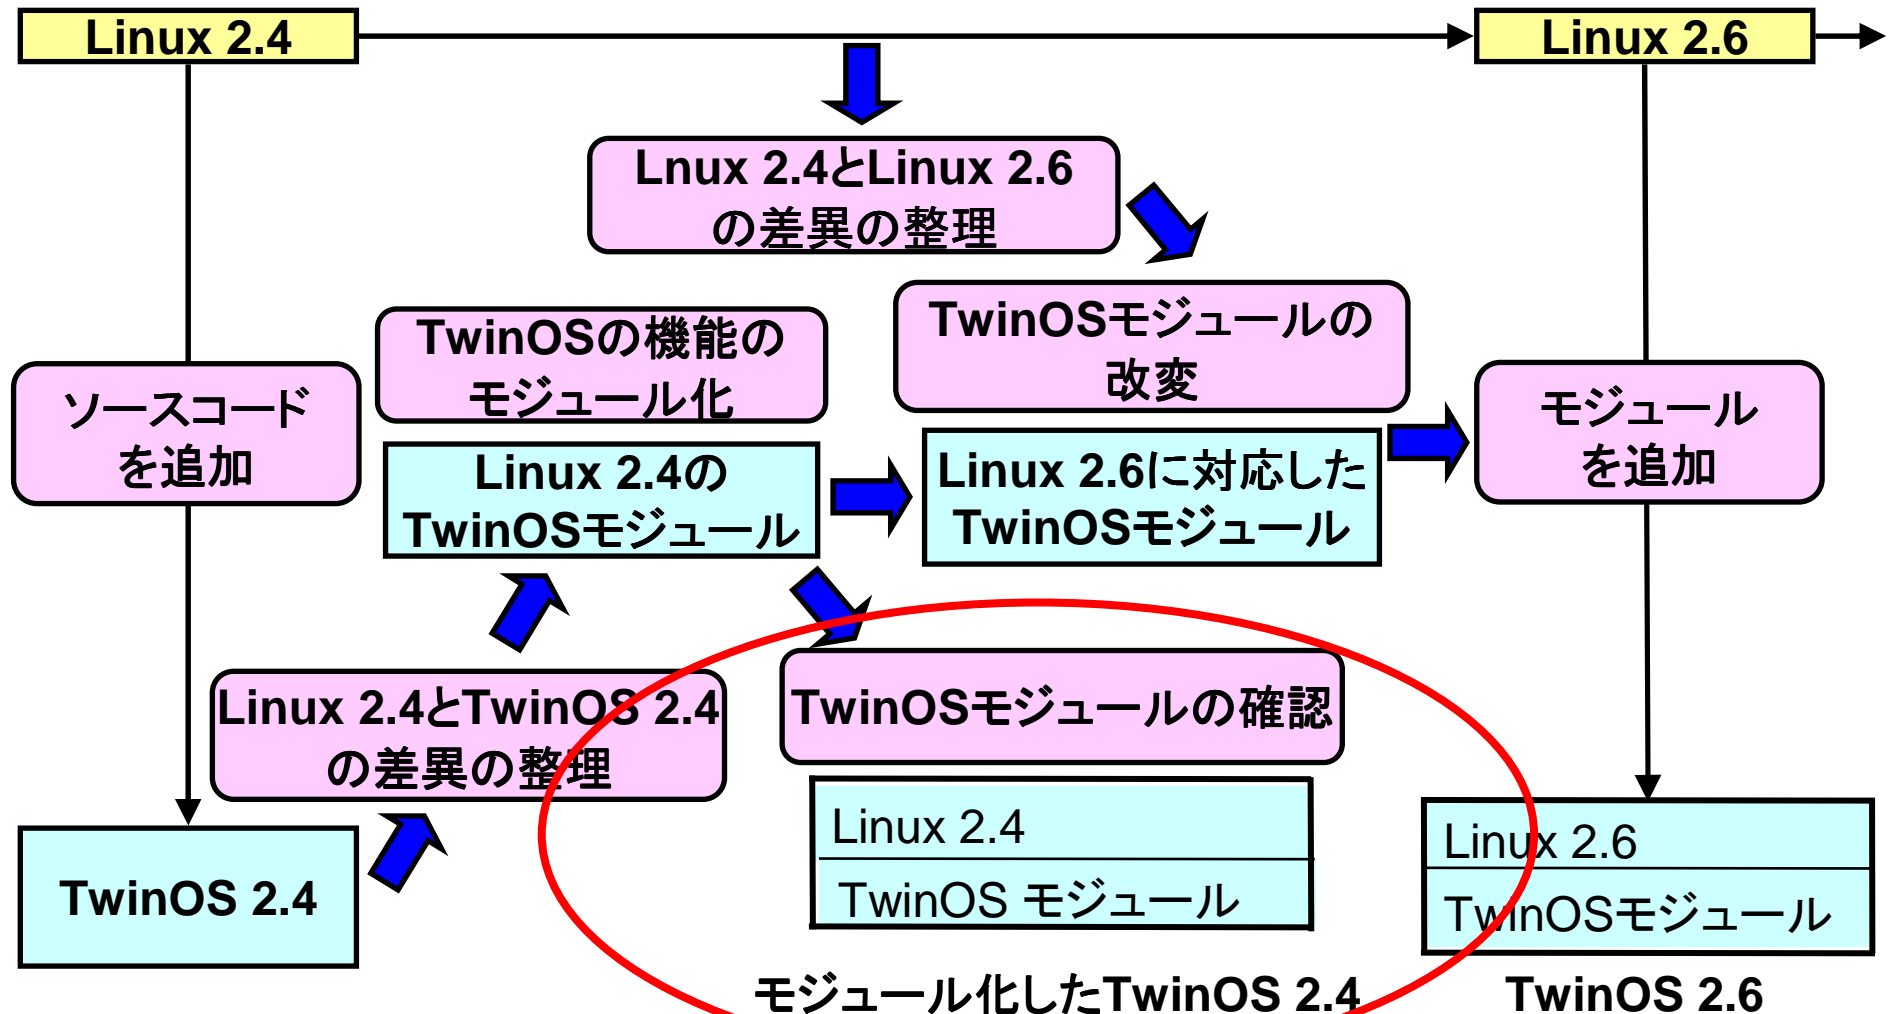 Linux 2.4
Linux 2.6
Lnux 2.4とLinux 2.6
の差異の整理
TwinOSの機能の
モジュール化
TwinOSモジュールの
改変
ソースコード
を追加
モジュール
を追加
Linux 2.4の
TwinOSモジュール
Linux 2.6に対応した
TwinOSモジュール
Linux 2.4とTwinOS 2.4
の差異の整理
TwinOSモジュールの確認
TwinOS 2.4
Linux 2.4
TwinOS モジュール
Linux 2.6
TwinOSモジュール
モジュール化したTwinOS 2.4
TwinOS 2.6